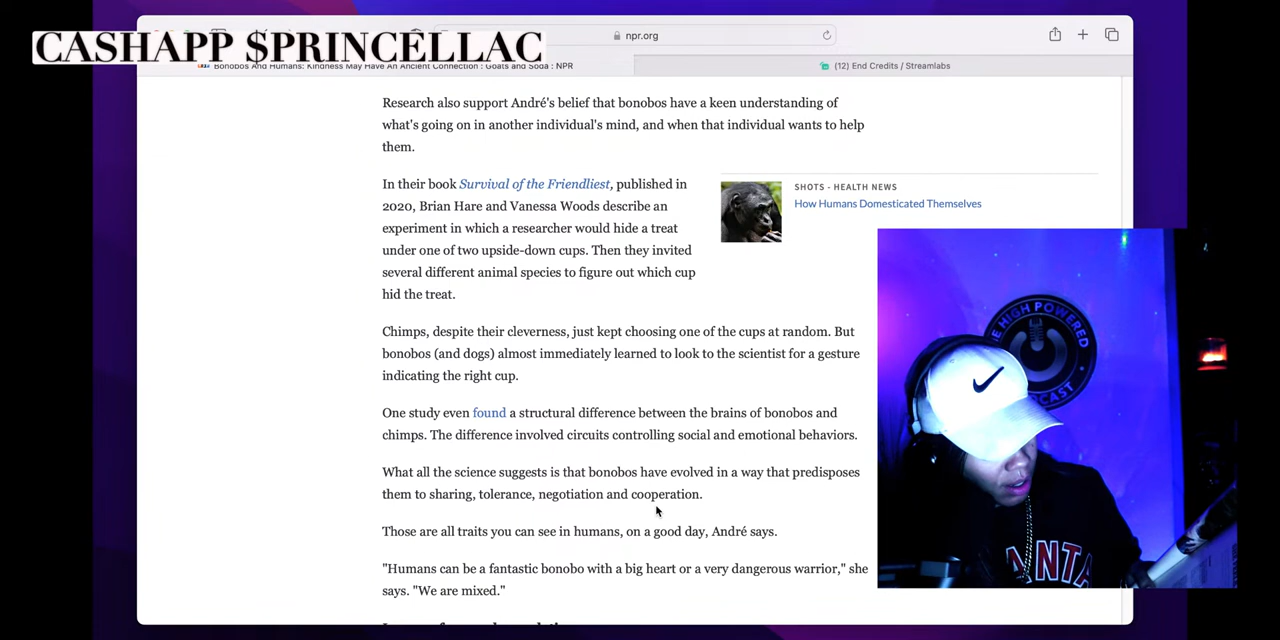 CASHAPP $PRINCELLAC
npr.org
Bonobos And Humans: Kindness May Have An Ancient Connection : Goats and Soda : NPR
(12) End Credits / Streamlabs
Research also support André's belief that bonobos have a keen understanding of
what's going on in another individual's mind, and when that individual wants to help
them.
In their book Survival of the Friendliest, published in
2020, Brian Hare and Vanessa Woods describe an
experiment in which a researcher would hide a treat
under one of two upside-down cups. Then they invited
several different animal species to figure out which cup
hid the treat.
SHOTS - HEALTH NEWS
How Humans Domesticated Themselves
Chimps, despite their cleverness, just kept choosing one of the cups at random. But
bonobos (and dogs) almost immediately learned to look to the scientist for a gesture
indicating the right cup.
One study even found a structural difference between the brains of bonobos and
chimps. The difference involved circuits controlling social and emotional behaviors.
What all the science suggests is that bonobos have evolved in a way that predisposes
them to sharing, tolerance, negotiation and cooperation.
Those are all traits you can see in humans, on a good day, André says.
"Humans can be a fantastic bonobo with a big heart or a very dangerous warrior," she
says. "We are mixed."
HIGH POWERED
ANTA